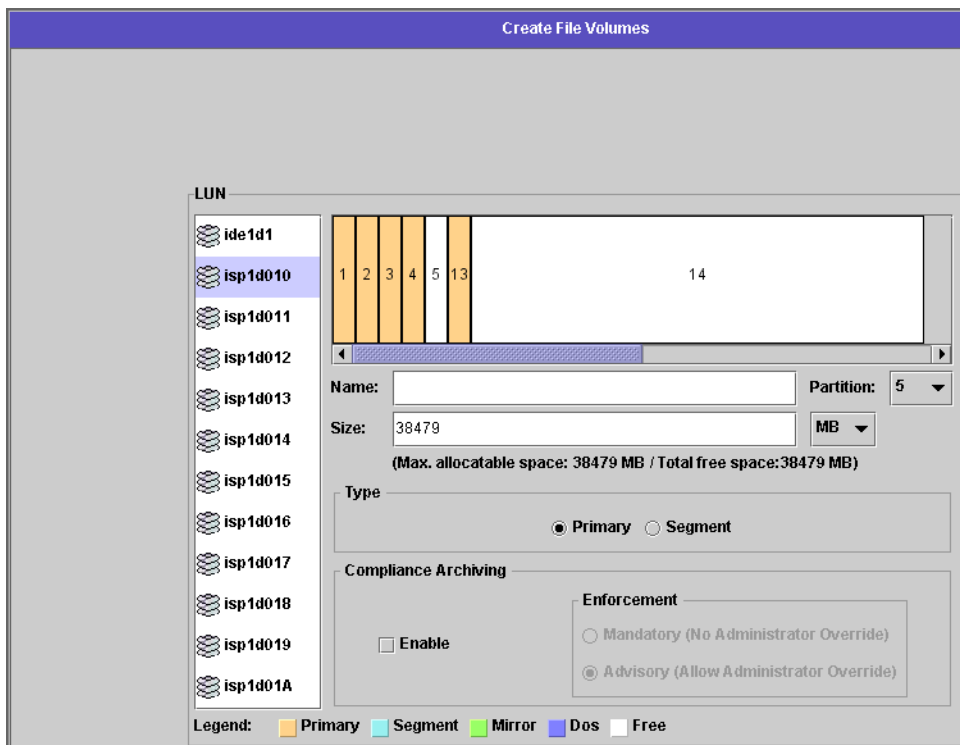 Create File Volumes
LUN
ide1d1
isp1d010
isp1d011
isp1d012
isp1d013
isp1d014
isp1d015
isp1d016
isp1d017
isp1d018
isp1d019
isp1d01A
1 2 3 4 5 13 14
Name: Partition: 5
Size: 38479 MB
(Max. allocatable space: 38479 MB / Total free space:38479 MB)
Type
Primary Segment
Compliance Archiving
Enable
Enforcement
Mandatory (No Administrator Override)
Advisory (Allow Administrator Override)
Legend: Primary Segment Mirror Dos Free